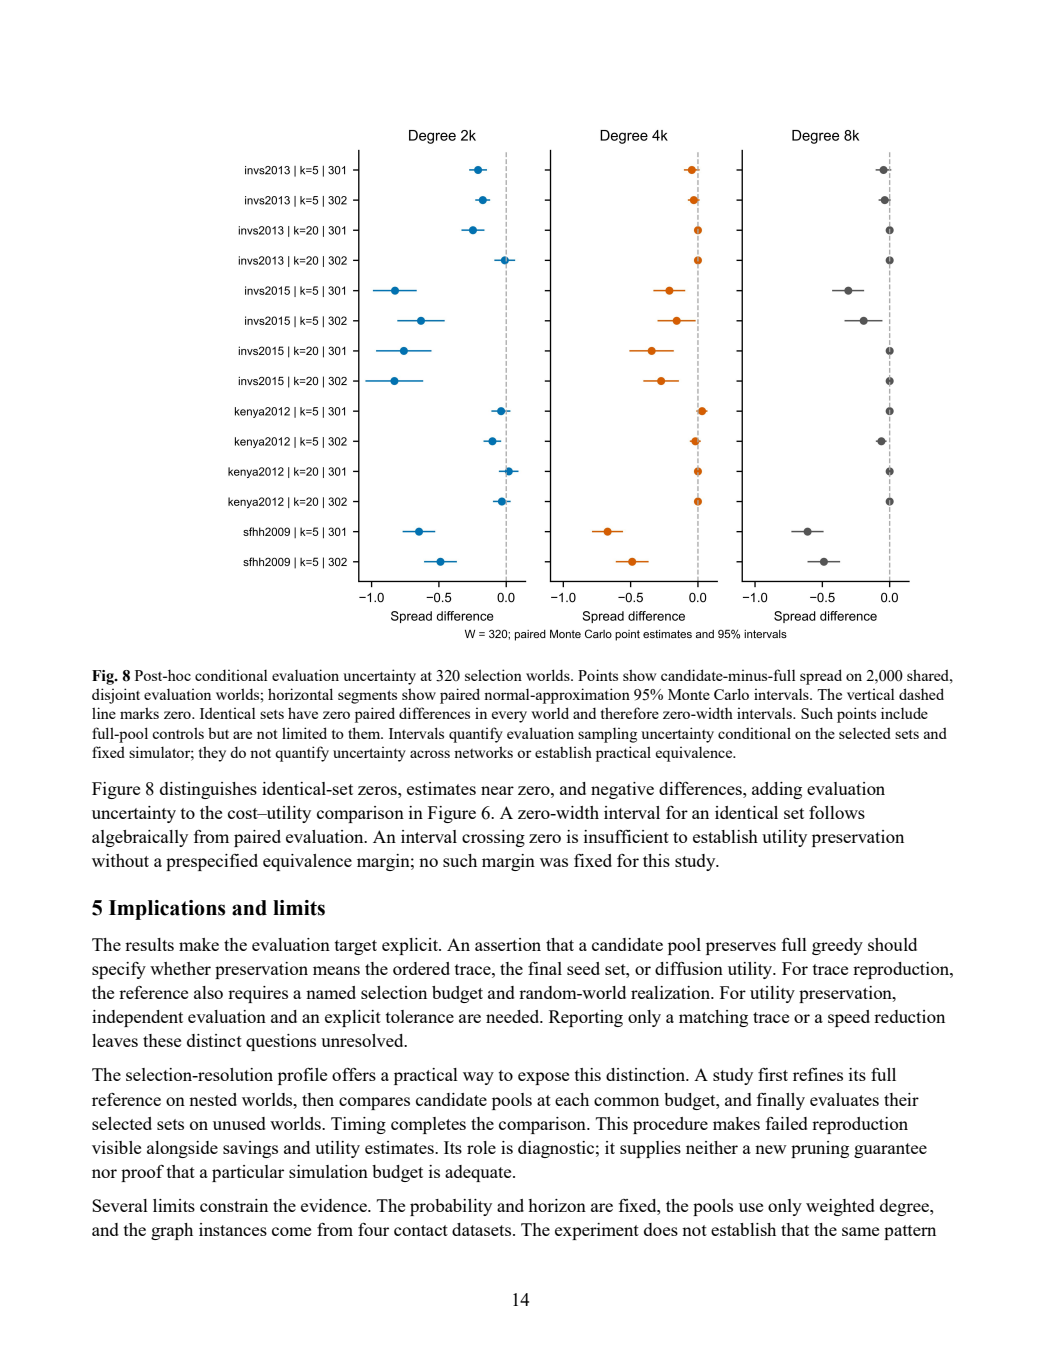 Degree 2k Degree 4k Degree 8k
invs2013 | k=5 | 301
invs2013 | k=5 | 302
invs2013 | k=20 | 301
invs2013 | k=20 | 302
invs2015 | k=5 | 301
invs2015 | k=5 | 302
invs2015 | k=20 | 301
invs2015 | k=20 | 302
kenya2012 | k=5 | 301
kenya2012 | k=5 | 302
kenya2012 | k=20 | 301
kenya2012 | k=20 | 302
sfhh2009 | k=5 | 301
sfhh2009 | k=5 | 302
−1.0 −0.5 0.0 −1.0 −0.5 0.0 −1.0 −0.5 0.0
Spread difference Spread difference Spread difference
W = 320; paired Monte Carlo point estimates and 95% intervals
Fig. 8 Post-hoc conditional evaluation uncertainty at 320 selection worlds. Points show candidate-minus-full spread on 2,000 shared,
disjoint evaluation worlds; horizontal segments show paired normal-approximation 95% Monte Carlo intervals. The vertical dashed
line marks zero. Identical sets have zero paired differences in every world and therefore zero-width intervals. Such points include
full-pool controls but are not limited to them. Intervals quantify evaluation sampling uncertainty conditional on the selected sets and
fixed simulator; they do not quantify uncertainty across networks or establish practical equivalence.
Figure 8 distinguishes identical-set zeros, estimates near zero, and negative differences, adding evaluation
uncertainty to the cost–utility comparison in Figure 6. A zero-width interval for an identical set follows
algebraically from paired evaluation. An interval crossing zero is insufficient to establish utility preservation
without a prespecified equivalence margin; no such margin was fixed for this study.
5 Implications and limits
The results make the evaluation target explicit. An assertion that a candidate pool preserves full greedy should
specify whether preservation means the ordered trace, the final seed set, or diffusion utility. For trace reproduction,
the reference also requires a named selection budget and random-world realization. For utility preservation,
independent evaluation and an explicit tolerance are needed. Reporting only a matching trace or a speed reduction
leaves these distinct questions unresolved.
The selection-resolution profile offers a practical way to expose this distinction. A study first refines its full
reference on nested worlds, then compares candidate pools at each common budget, and finally evaluates their
selected sets on unused worlds. Timing completes the comparison. This procedure makes failed reproduction
visible alongside savings and utility estimates. Its role is diagnostic; it supplies neither a new pruning guarantee
nor proof that a particular simulation budget is adequate.
Several limits constrain the evidence. The probability and horizon are fixed, the pools use only weighted degree,
and the graph instances come from four contact datasets. The experiment does not establish that the same pattern
14